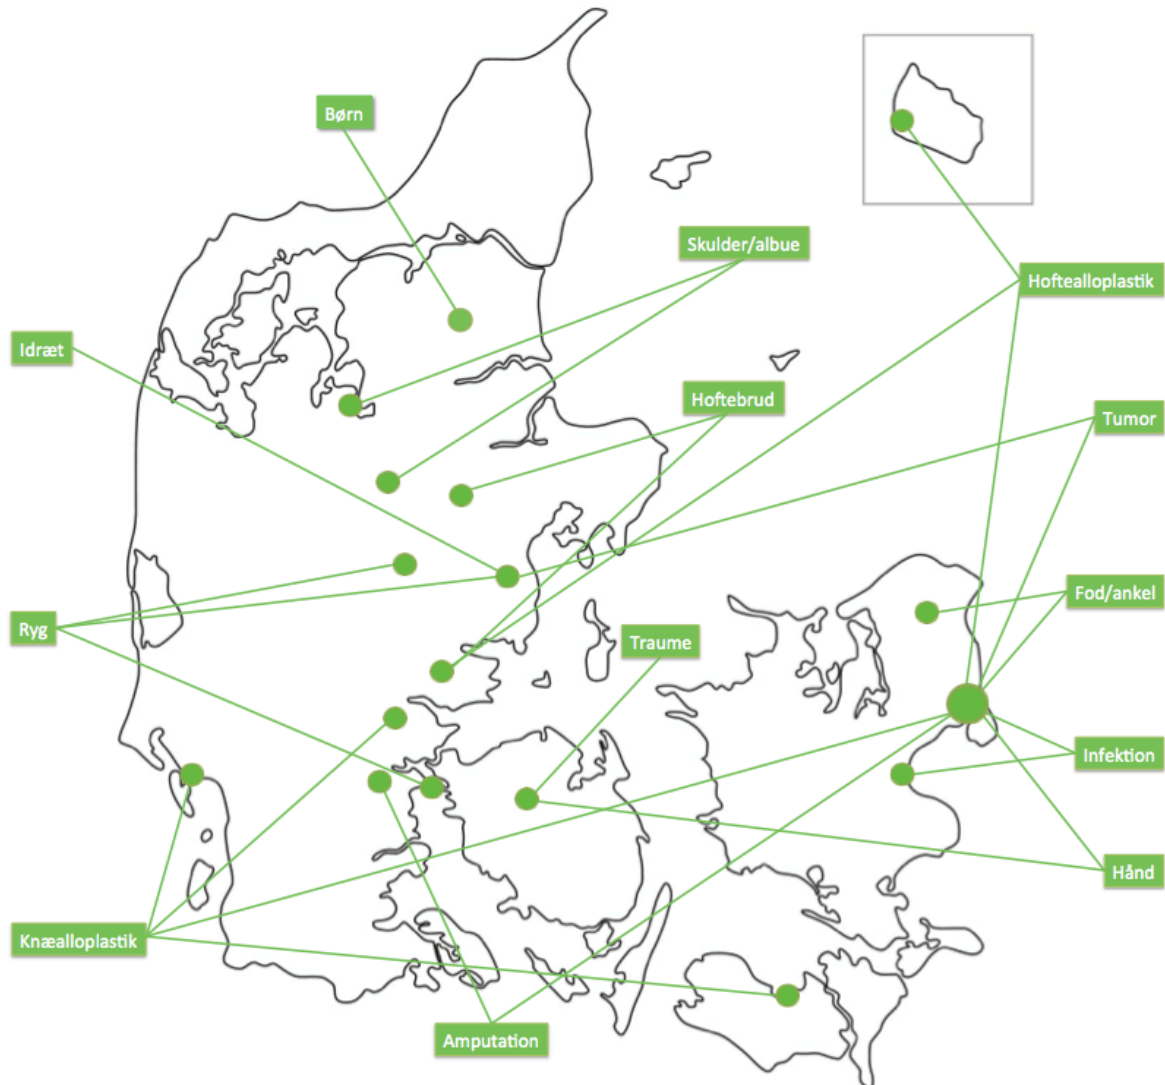 Børn
Skulder/albue
Hoftealloplastik
Idræt
Hoftebrud
Tumor
Fod/ankel
Ryg
Traume
Infektion
Hånd
Knæalloplastik
Amputation